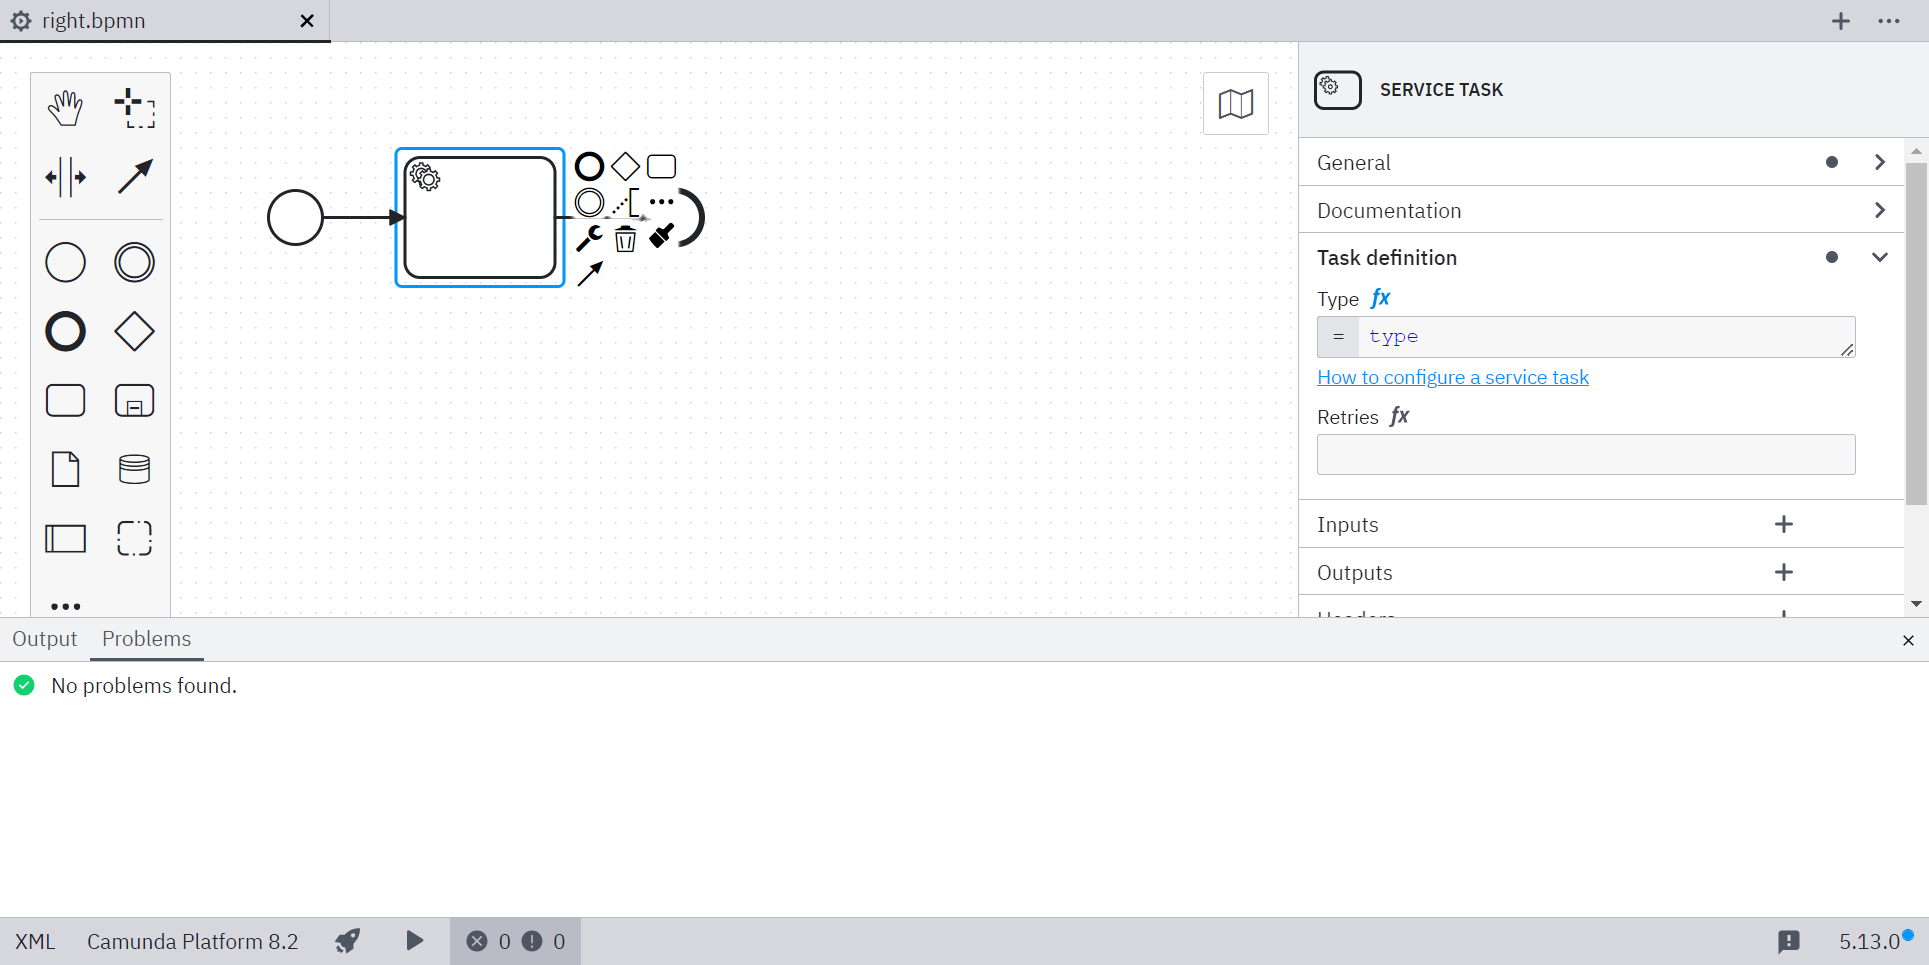 right.bpmn
SERVICE TASK
General
Documentation
Task definition
Type fx
= type
How to configure a service task
Retries fx
Inputs
Outputs
Headers
Output Problems
No problems found.
XML Camunda Platform 8.2 0 0 5.13.0